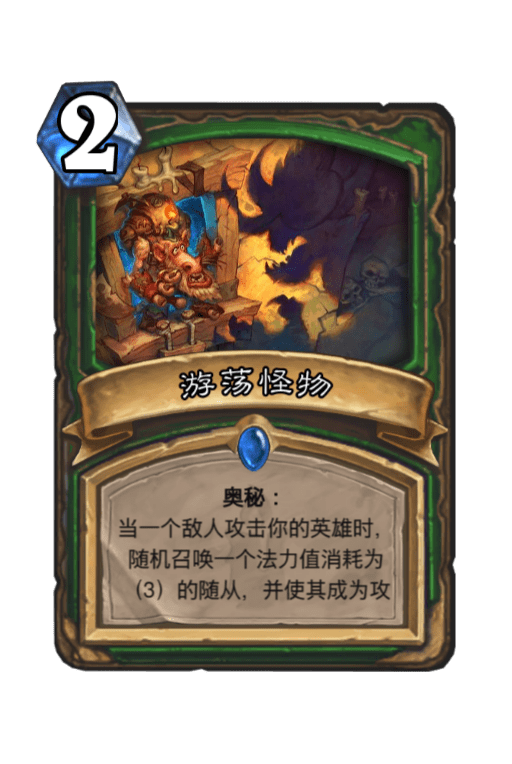 2
游荡怪物
奥秘：
当一个敌人攻击你的英雄时，
随机召唤一个法力值消耗为
（3）的随从，并使其成为攻